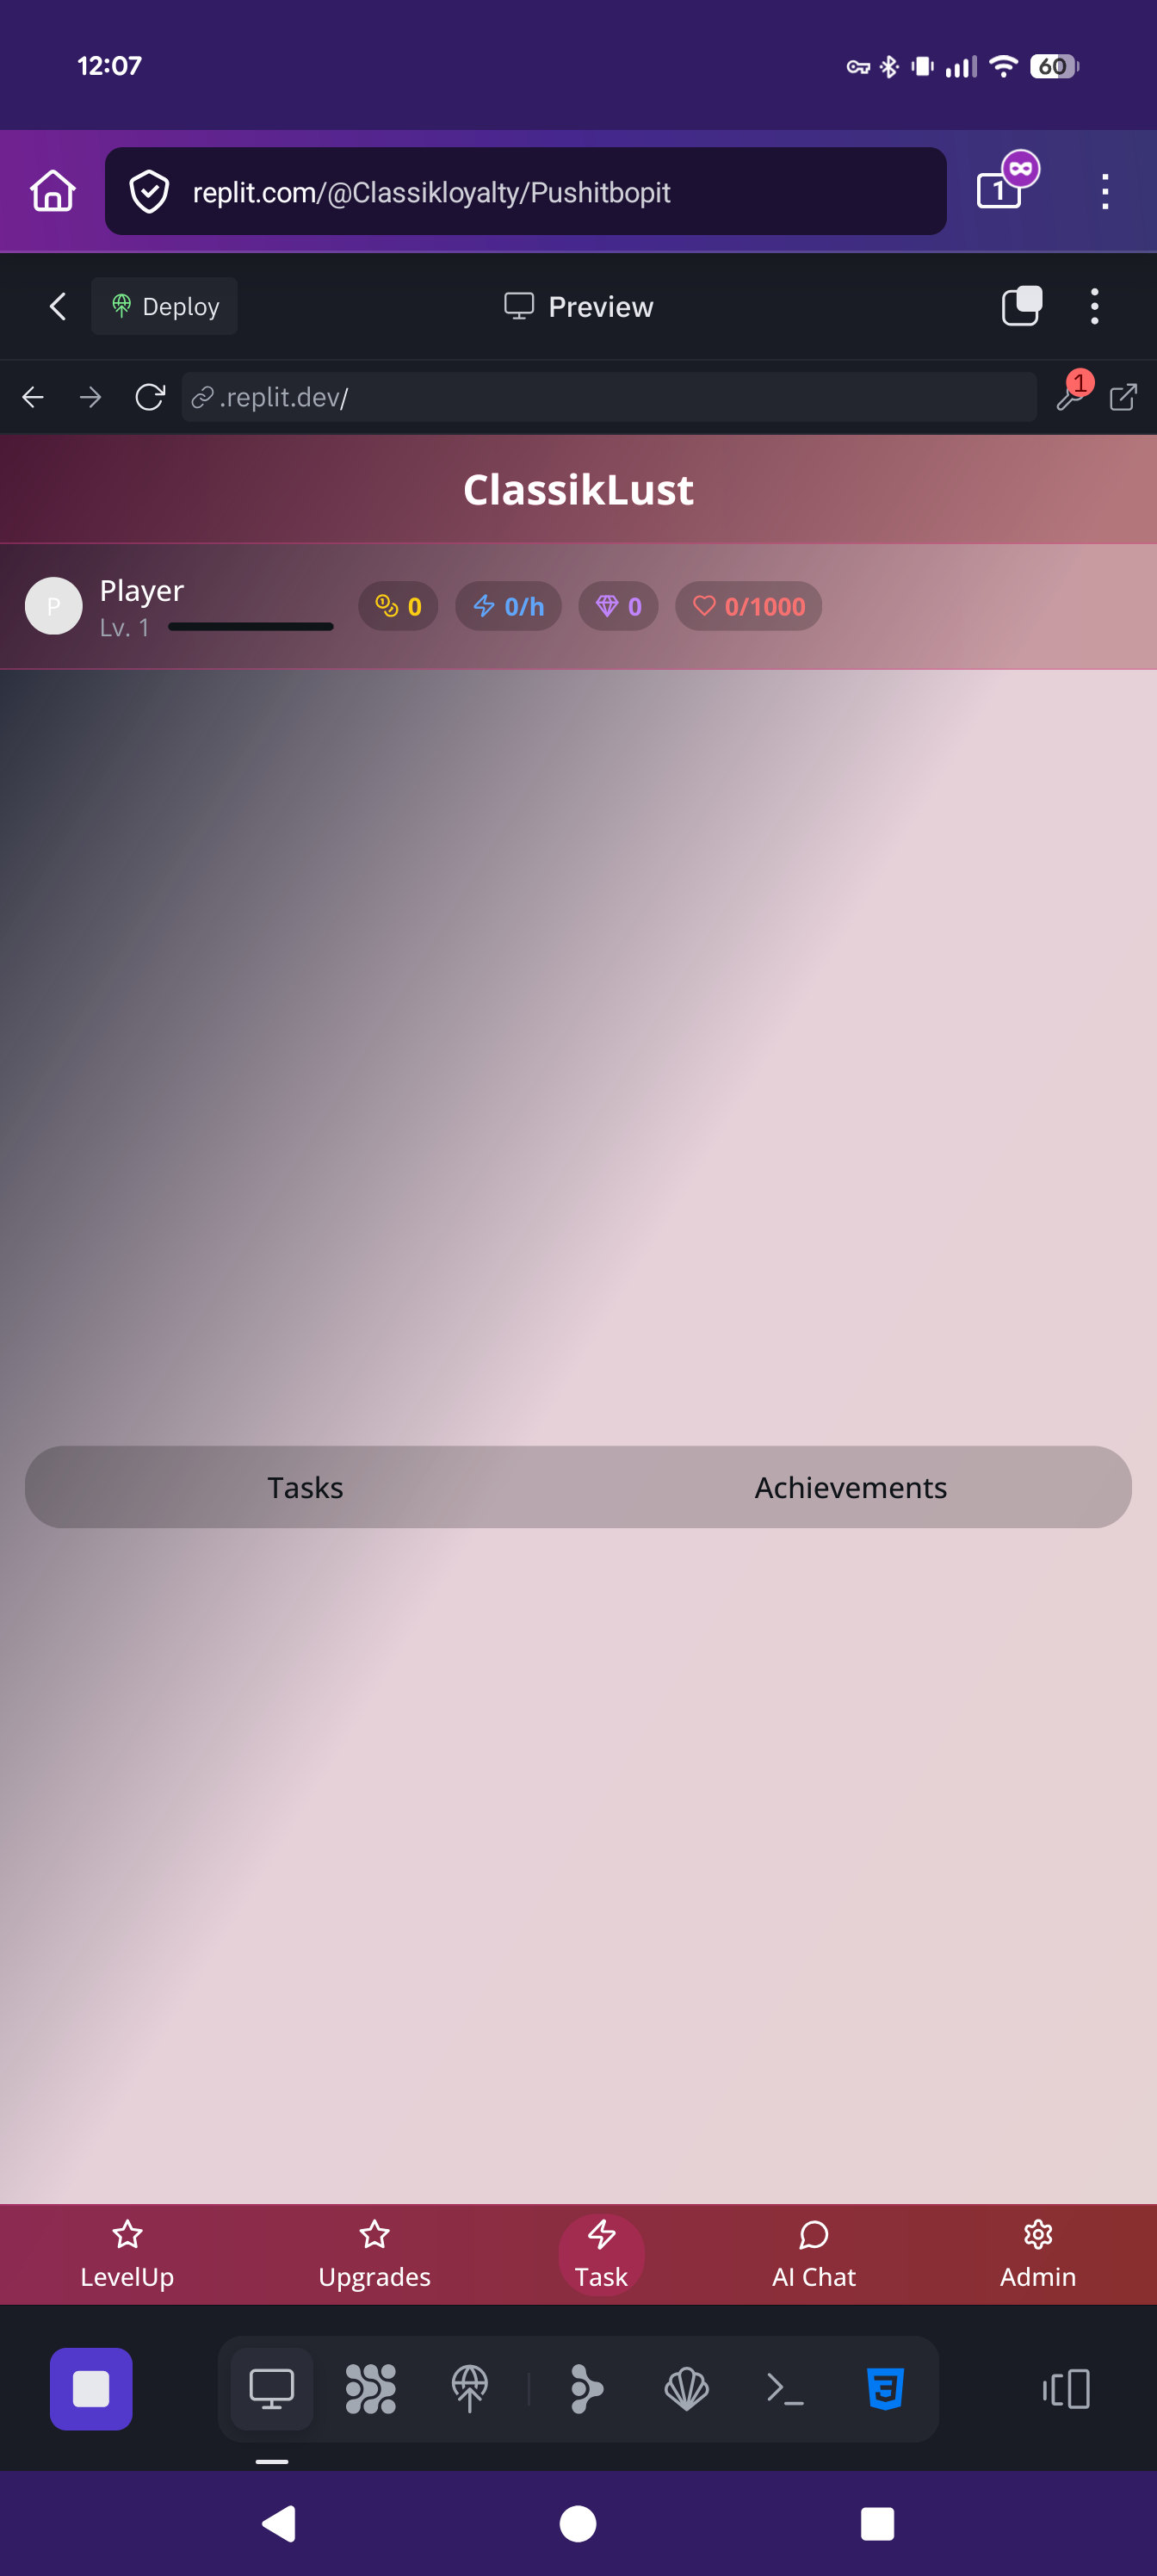 12:07
60
replit.com/@Classikloyalty/Pushitbopit
1
Deploy
Preview
.replit.dev/
1
ClassikLust
P
Player
Lv. 1
0
0/h
0
0/1000
Tasks
Achievements
LevelUp
Upgrades
Task
AI Chat
Admin